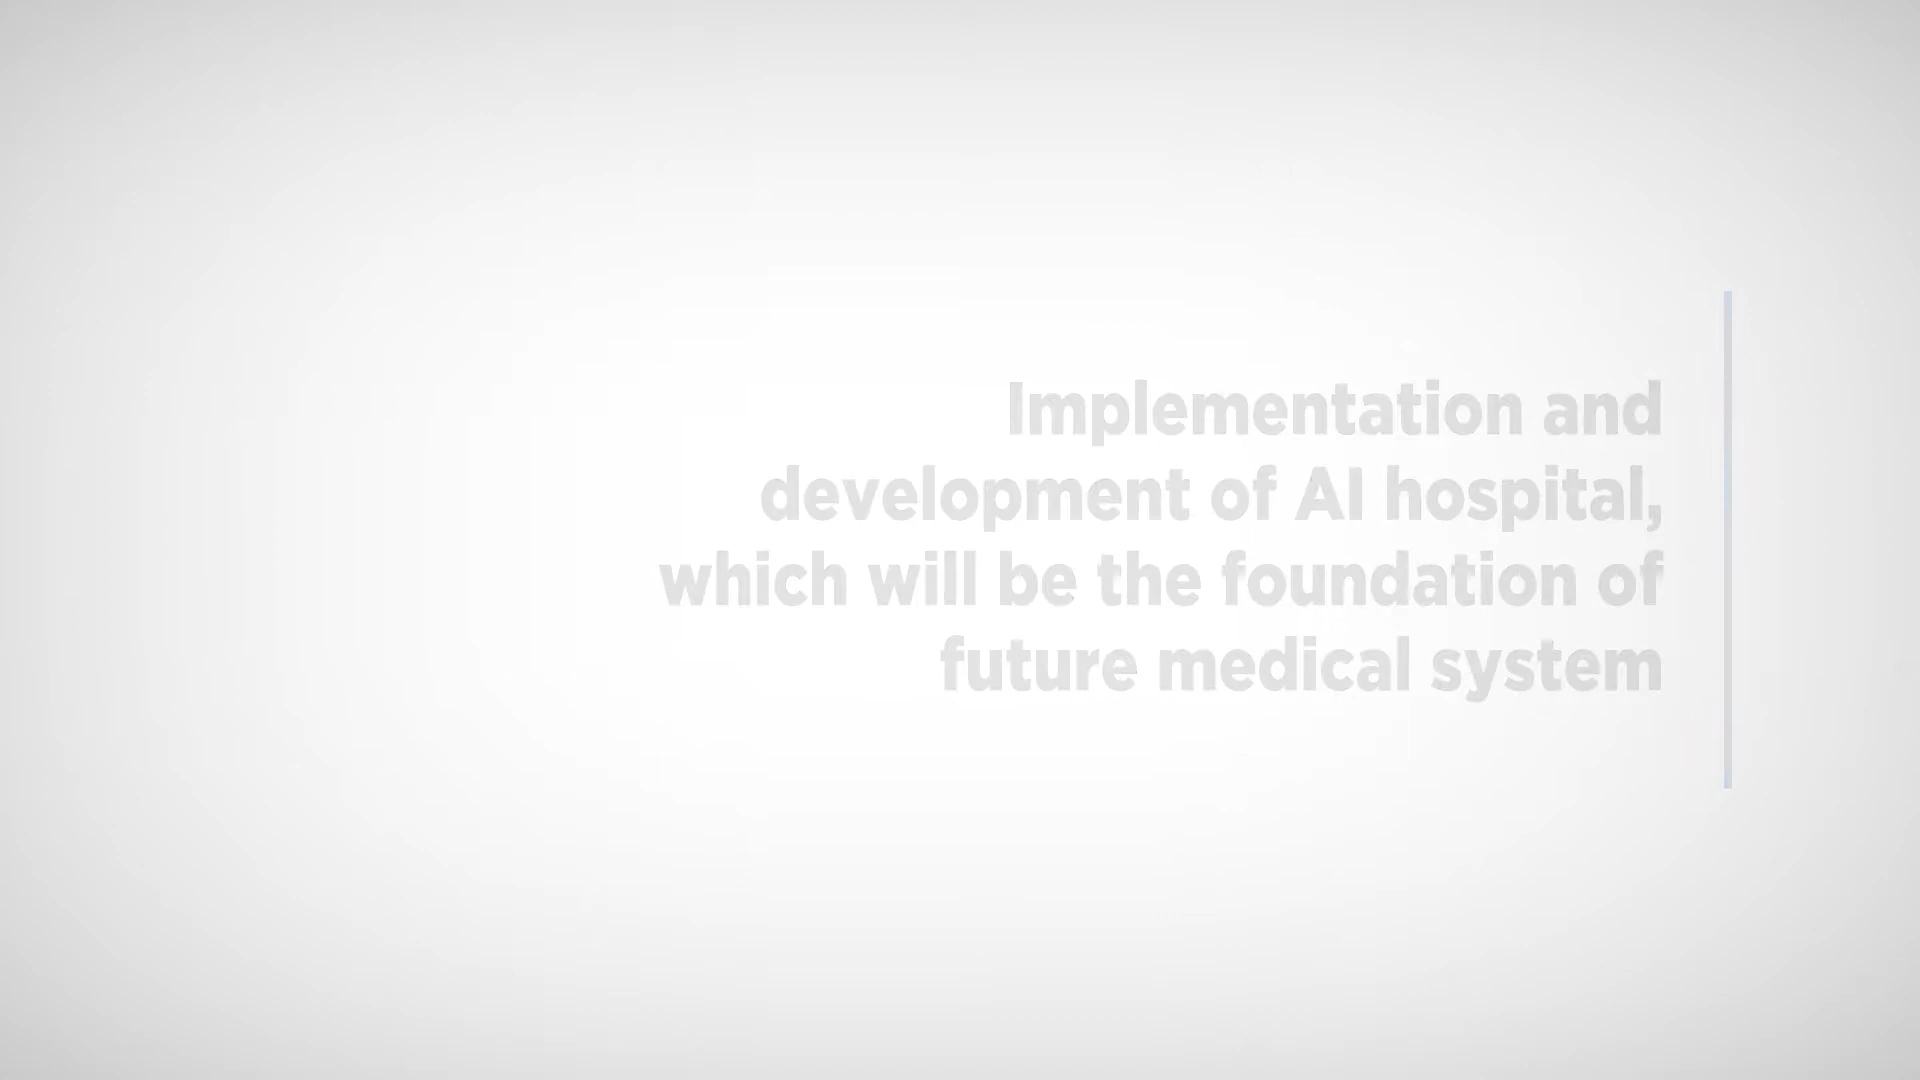 Implementation and
development of AI hospital,
which will be the foundation of
future medical system